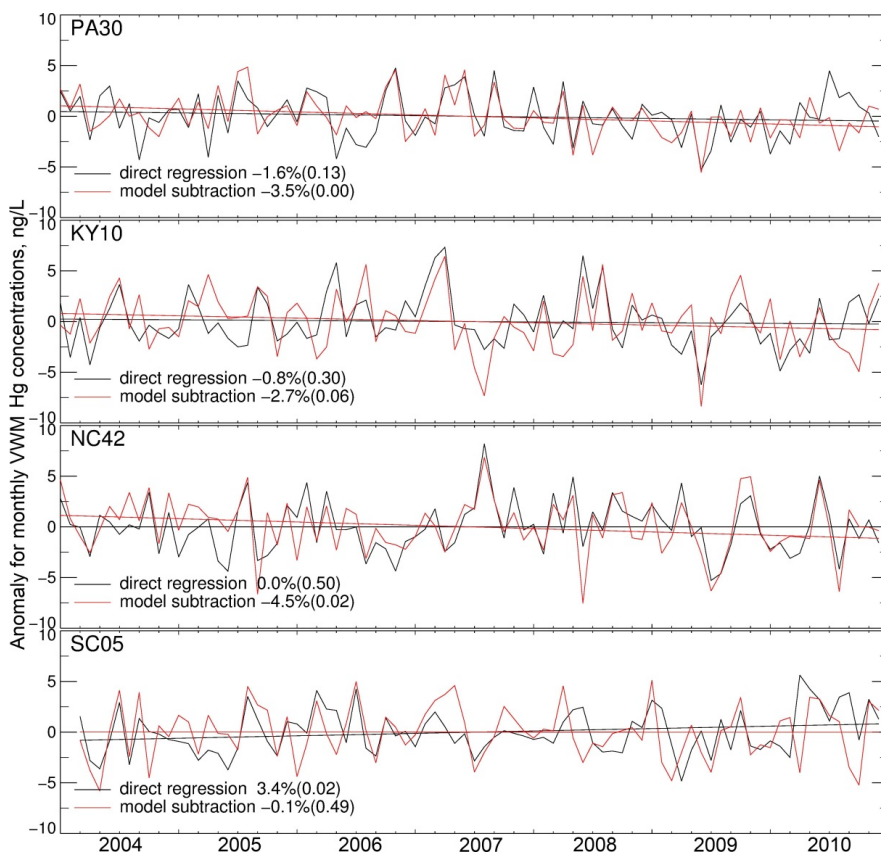 Anomaly for monthly VWM Hg concentrations, ng/L
10
PA30
5
0
−5
direct regression −1.6%(0.13)
model subtraction −3.5%(0.00)
−10
10
KY10
5
0
−5
direct regression −0.8%(0.30)
model subtraction −2.7%(0.06)
−10
10
NC42
5
0
−5
direct regression 0.0%(0.50)
model subtraction −4.5%(0.02)
−10
10
SC05
5
0
−5
direct regression 3.4%(0.02)
model subtraction −0.1%(0.49)
−10
2004 2005 2006 2007 2008 2009 2010